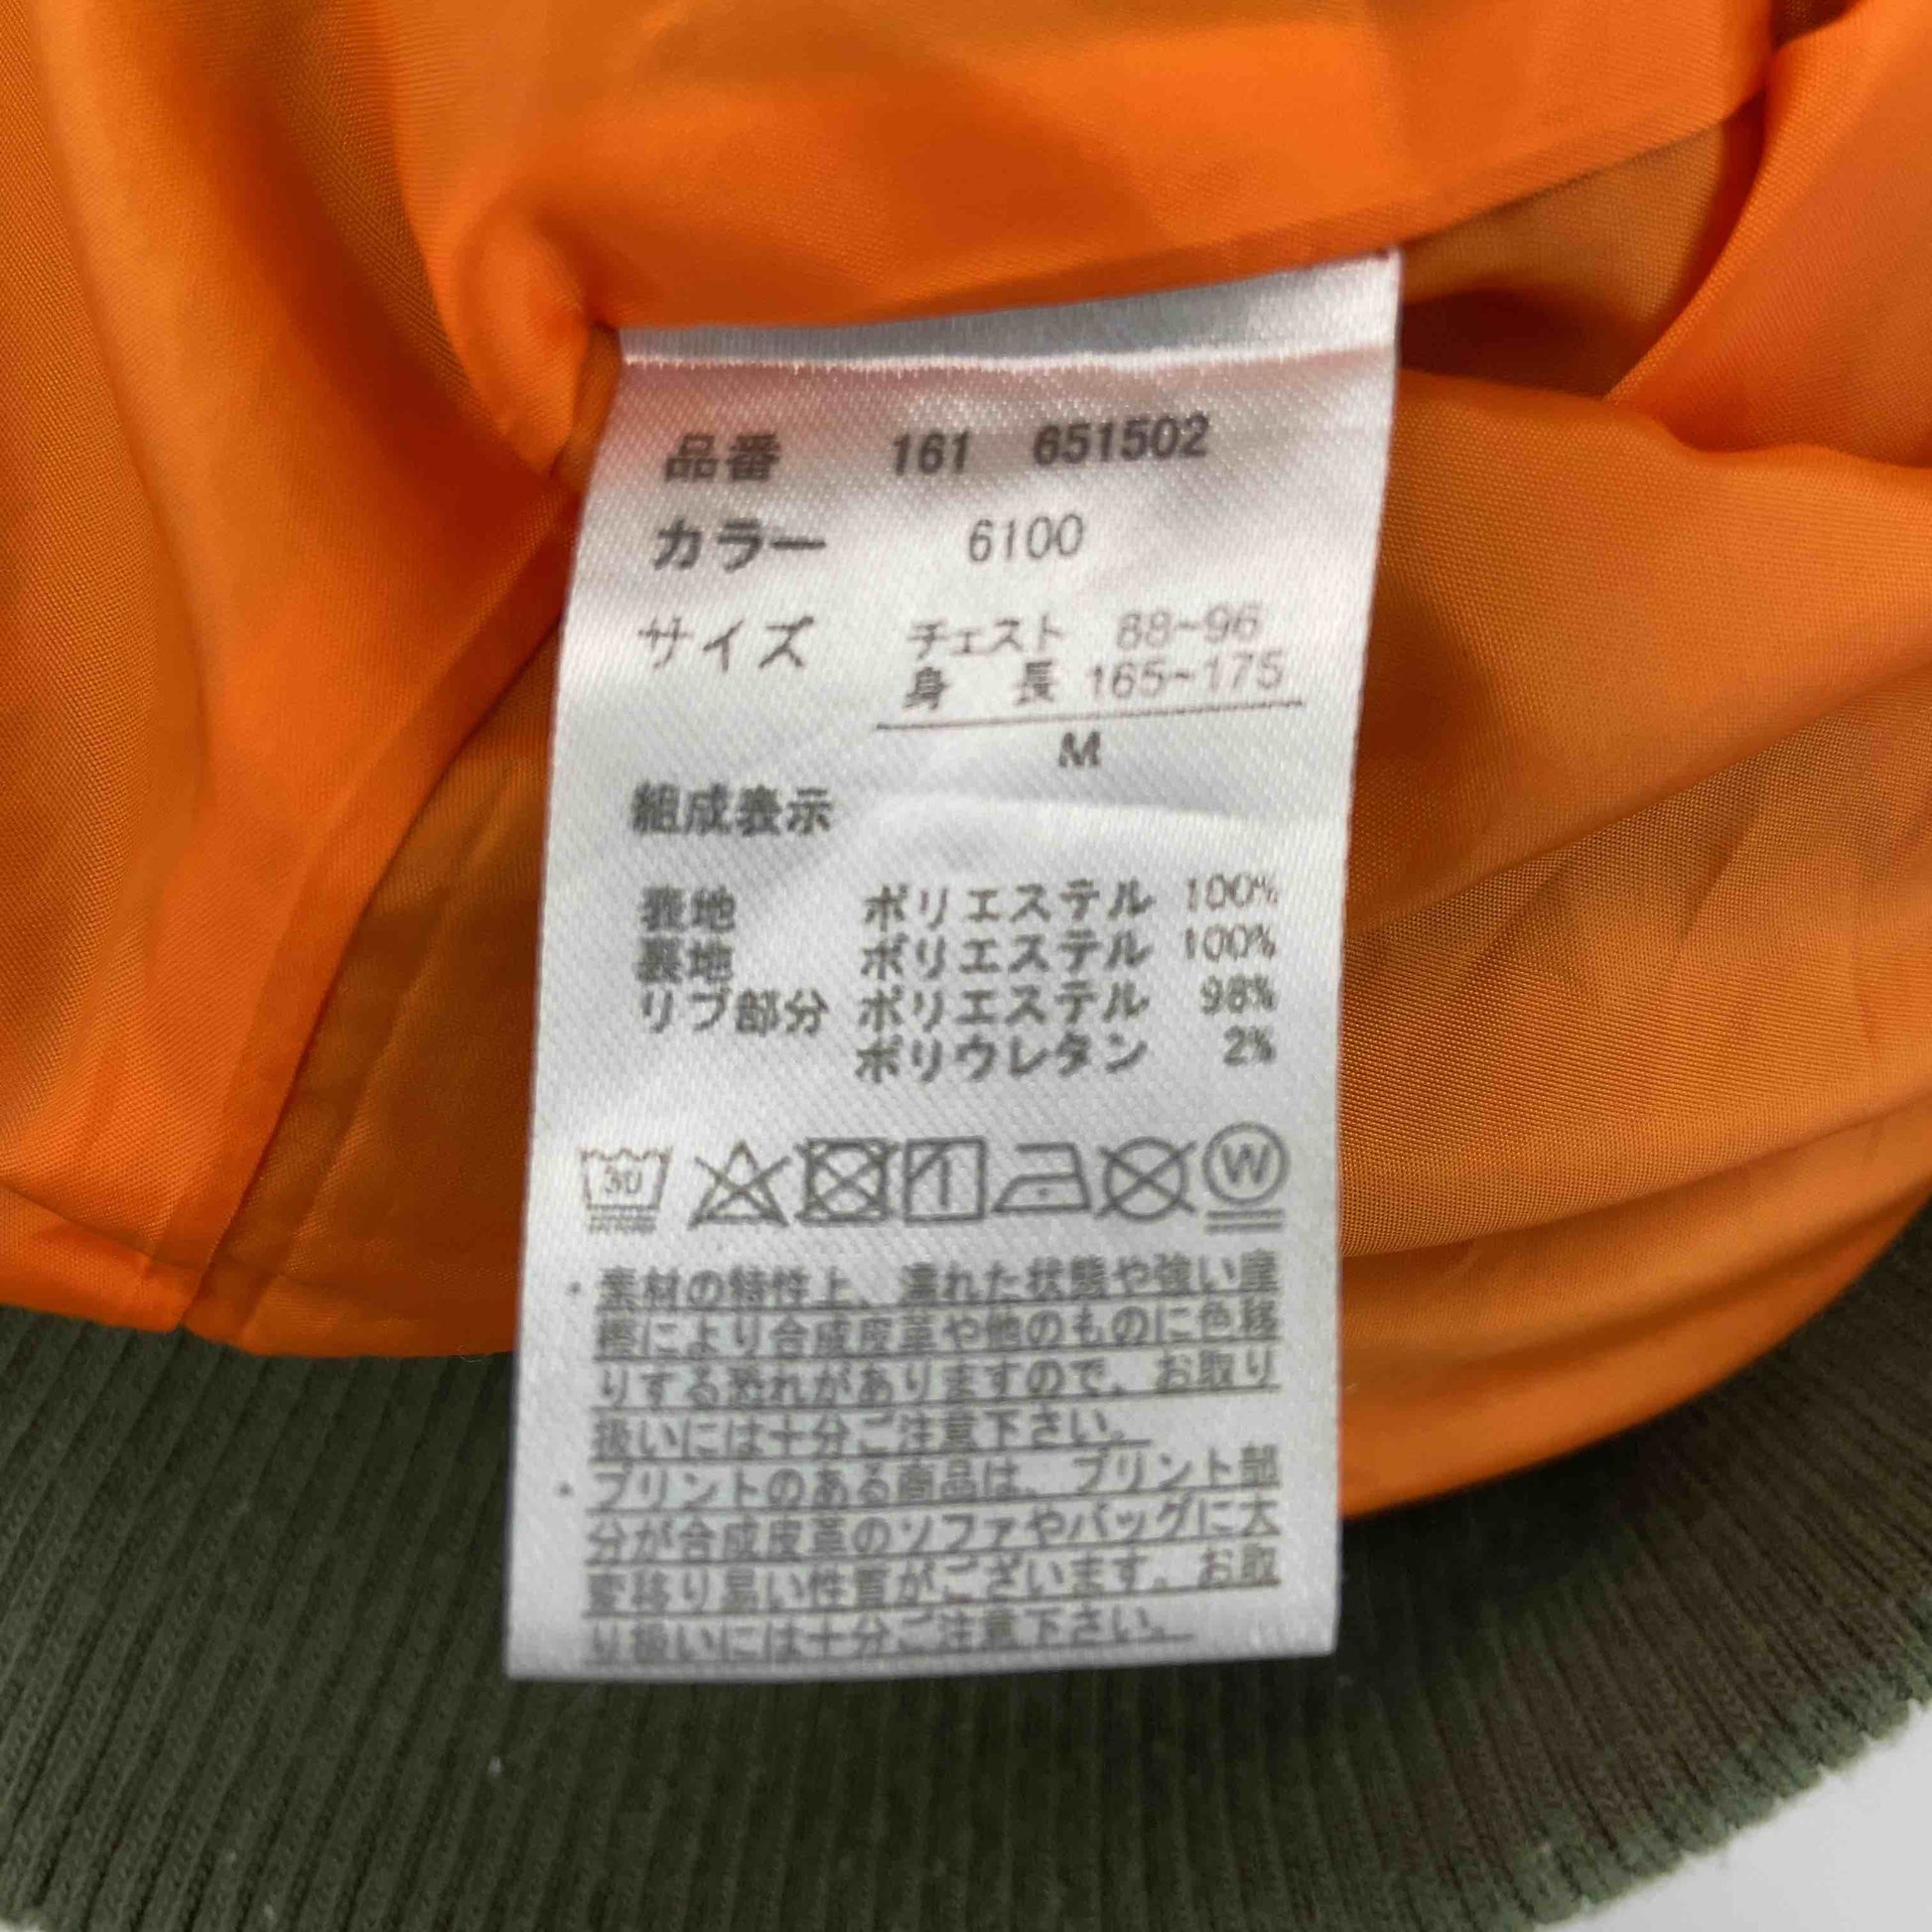 品番 161 651502
カラー 6100
サイズ チェスト 88~96
身長 165~175
M
組成表示
表地 ポリエステル 100%
裏地 ポリエステル 100%
リブ部分 ポリエステル 98%
ポリウレタン 2%
30 W
・素材の特性上、濡れた状態や強い摩
擦により合成皮革や他のものに色移
りする恐れがありますので、お取り
扱いには十分ご注意下さい。
・プリントのある商品は、プリント部
分が合成皮革のソファやバッグに大
変移り易い性質がございます。お取
り扱いには十分ご注意下さい。